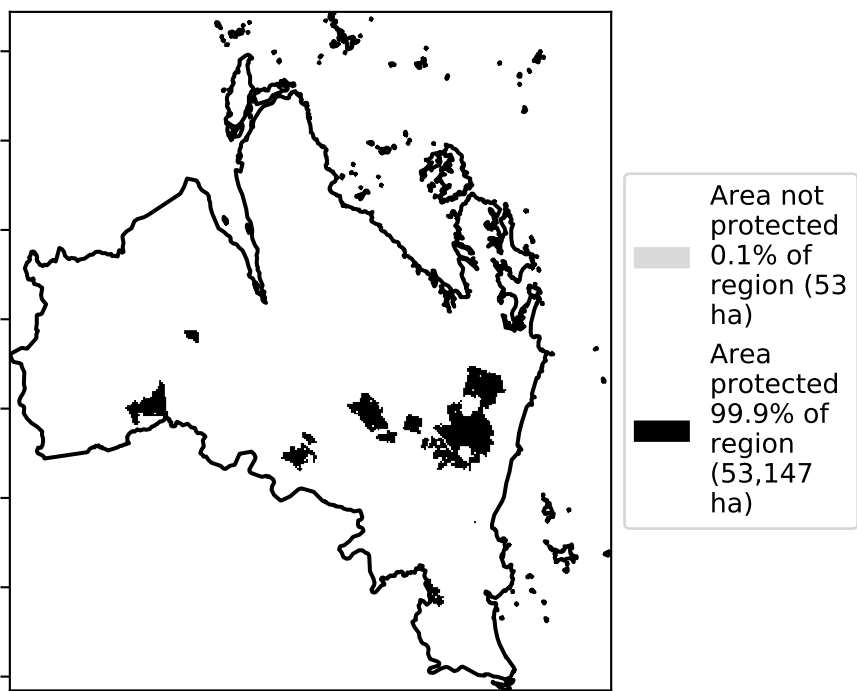 Area not
protected
0.1% of
region (53
ha)
Area
protected
99.9% of
region
(53,147
ha)